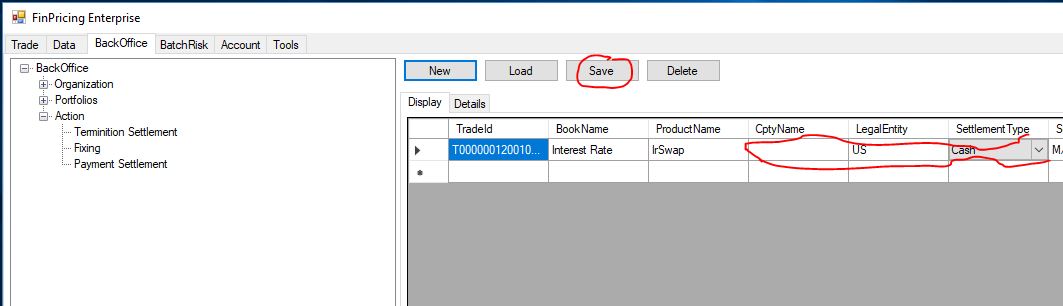 FinPricing Enterprise
Trade Data BackOffice BatchRisk Account Tools
BackOffice
Organization
Portfolios
Action
Terminition Settlement
Fixing
Payment Settlement
New Load Save Delete
Display Details
TradeId BookName ProductName CptyName LegalEntity SettlementType S
T000000120010... Interest Rate IrSwap US Cash M